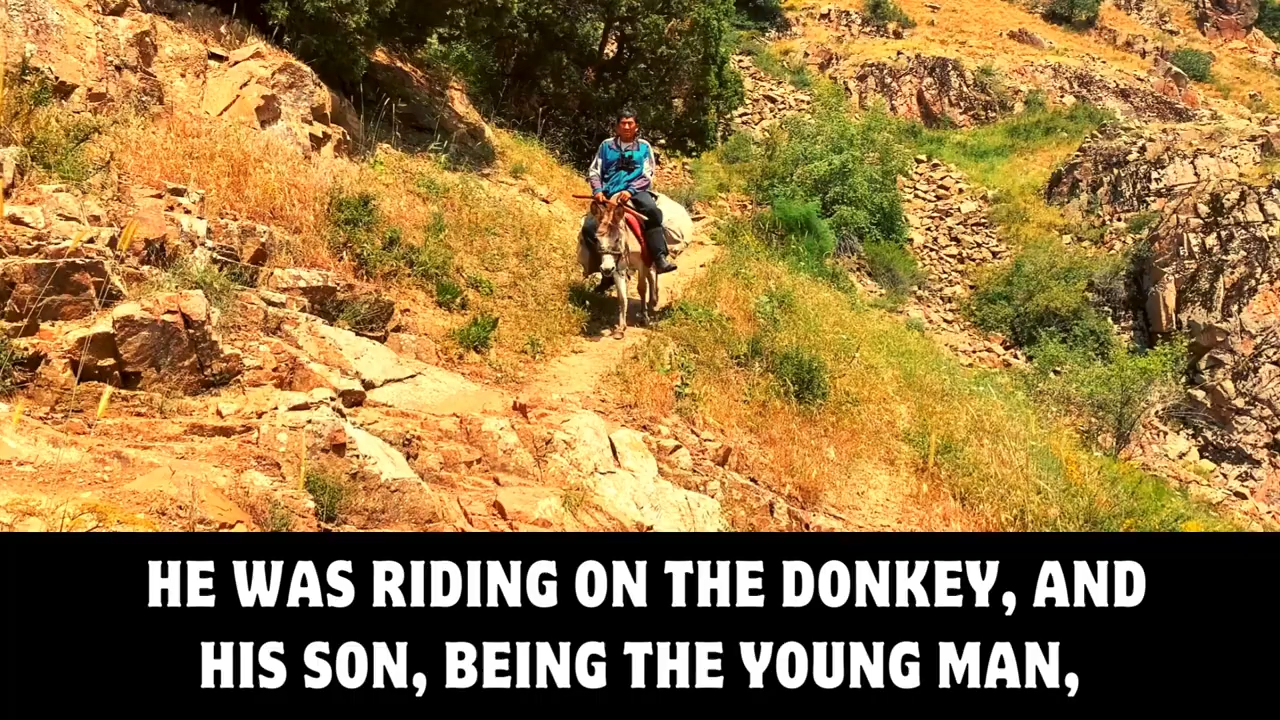 HE WAS RIDING ON THE DONKEY, AND
HIS SON, BEING THE YOUNG MAN,